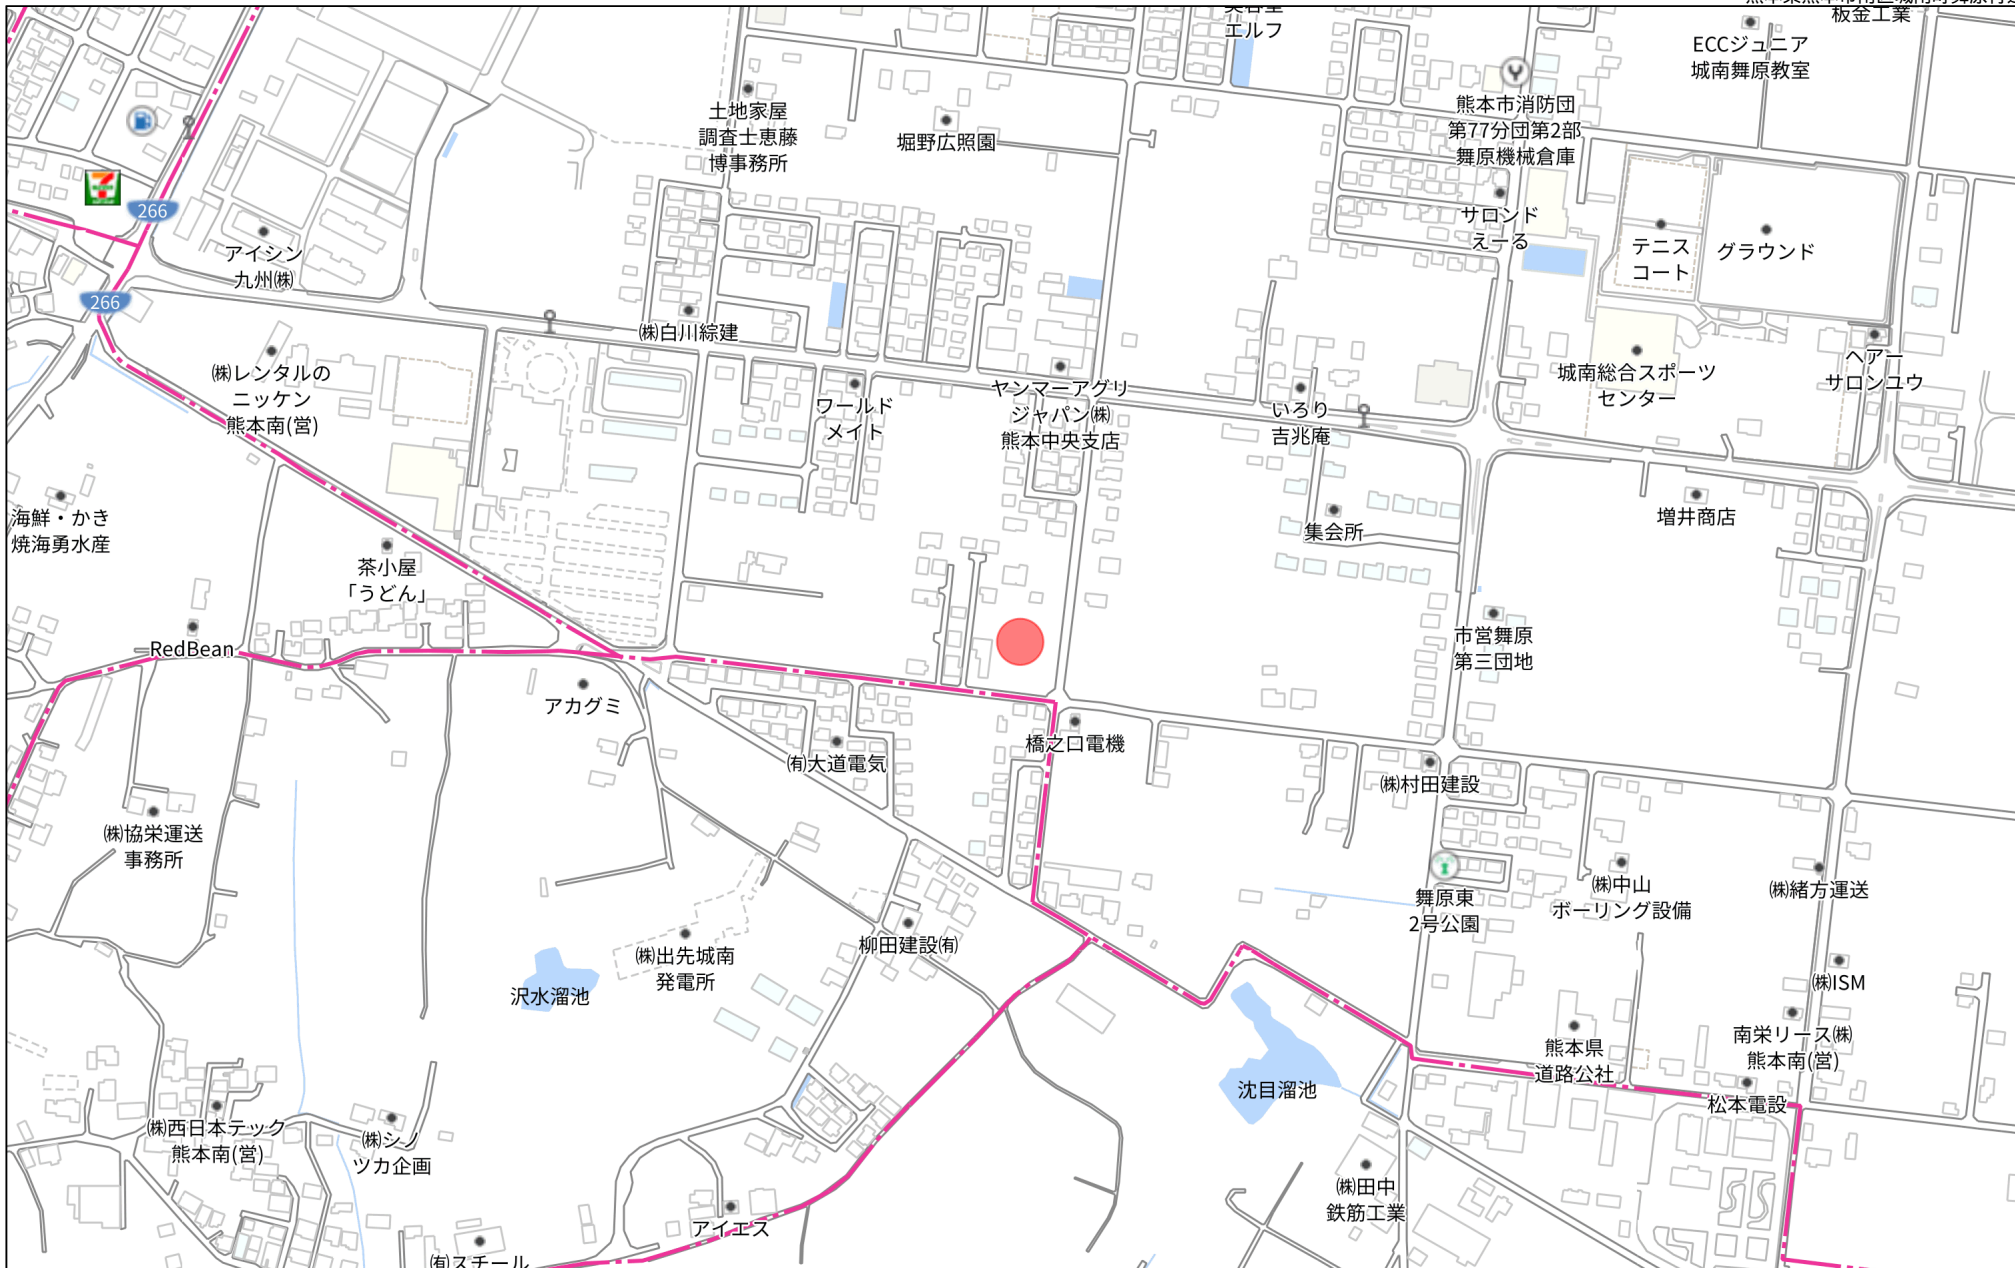 エルフ
板金工業
ECCジュニア
城南舞原教室
土地家屋
調査士恵藤
博事務所
堀野広照園
熊本市消防団
第77分団第2部
舞原機械倉庫
266
アイシン
九州㈱
サロンド
えーる
テニス
コート
グラウンド
266
㈱白川綜建
㈱レンタルの
ニッケン
熊本南(営)
ワールド
メイト
ヤンマーアグリ
ジャパン㈱
熊本中央支店
いろり
吉兆庵
城南総合スポーツ
センター
ヘアー
サロンユウ
海鮮・かき
焼海勇水産
茶小屋
「うどん」
集会所
増井商店
RedBean
アカグミ
市営舞原
第三団地
㈲大道電気
橋之口電機
㈱村田建設
㈱協栄運送
事務所
舞原東
2号公園
㈱中山
ボーリング設備
㈱緒方運送
沢水溜池
㈱出先城南
発電所
柳田建設㈲
㈱ISM
沈目溜池
熊本県
道路公社
南栄リース㈱
熊本南(営)
松本電設
㈱西日本テック
熊本南(営)
㈱シノ
ツカ企画
㈱田中
鉄筋工業
アイエス
㈲スチール